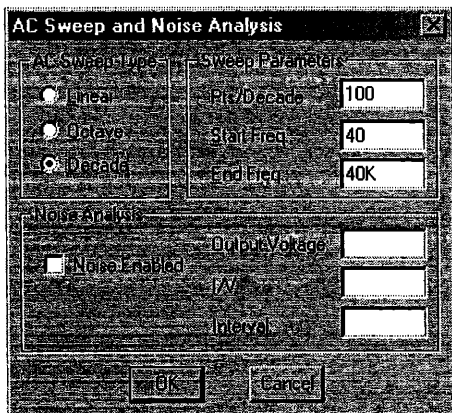 AC Sweep and Noise Analysis
AC Sweep Type
Linear
Octave
Decade
Sweep Parameters
Pts/Decade 100
Start Freq. 40
End Freq. 40K
Noise Analysis
Noise Enabled
Output Voltage
I/V
Interval
OK
Cancel